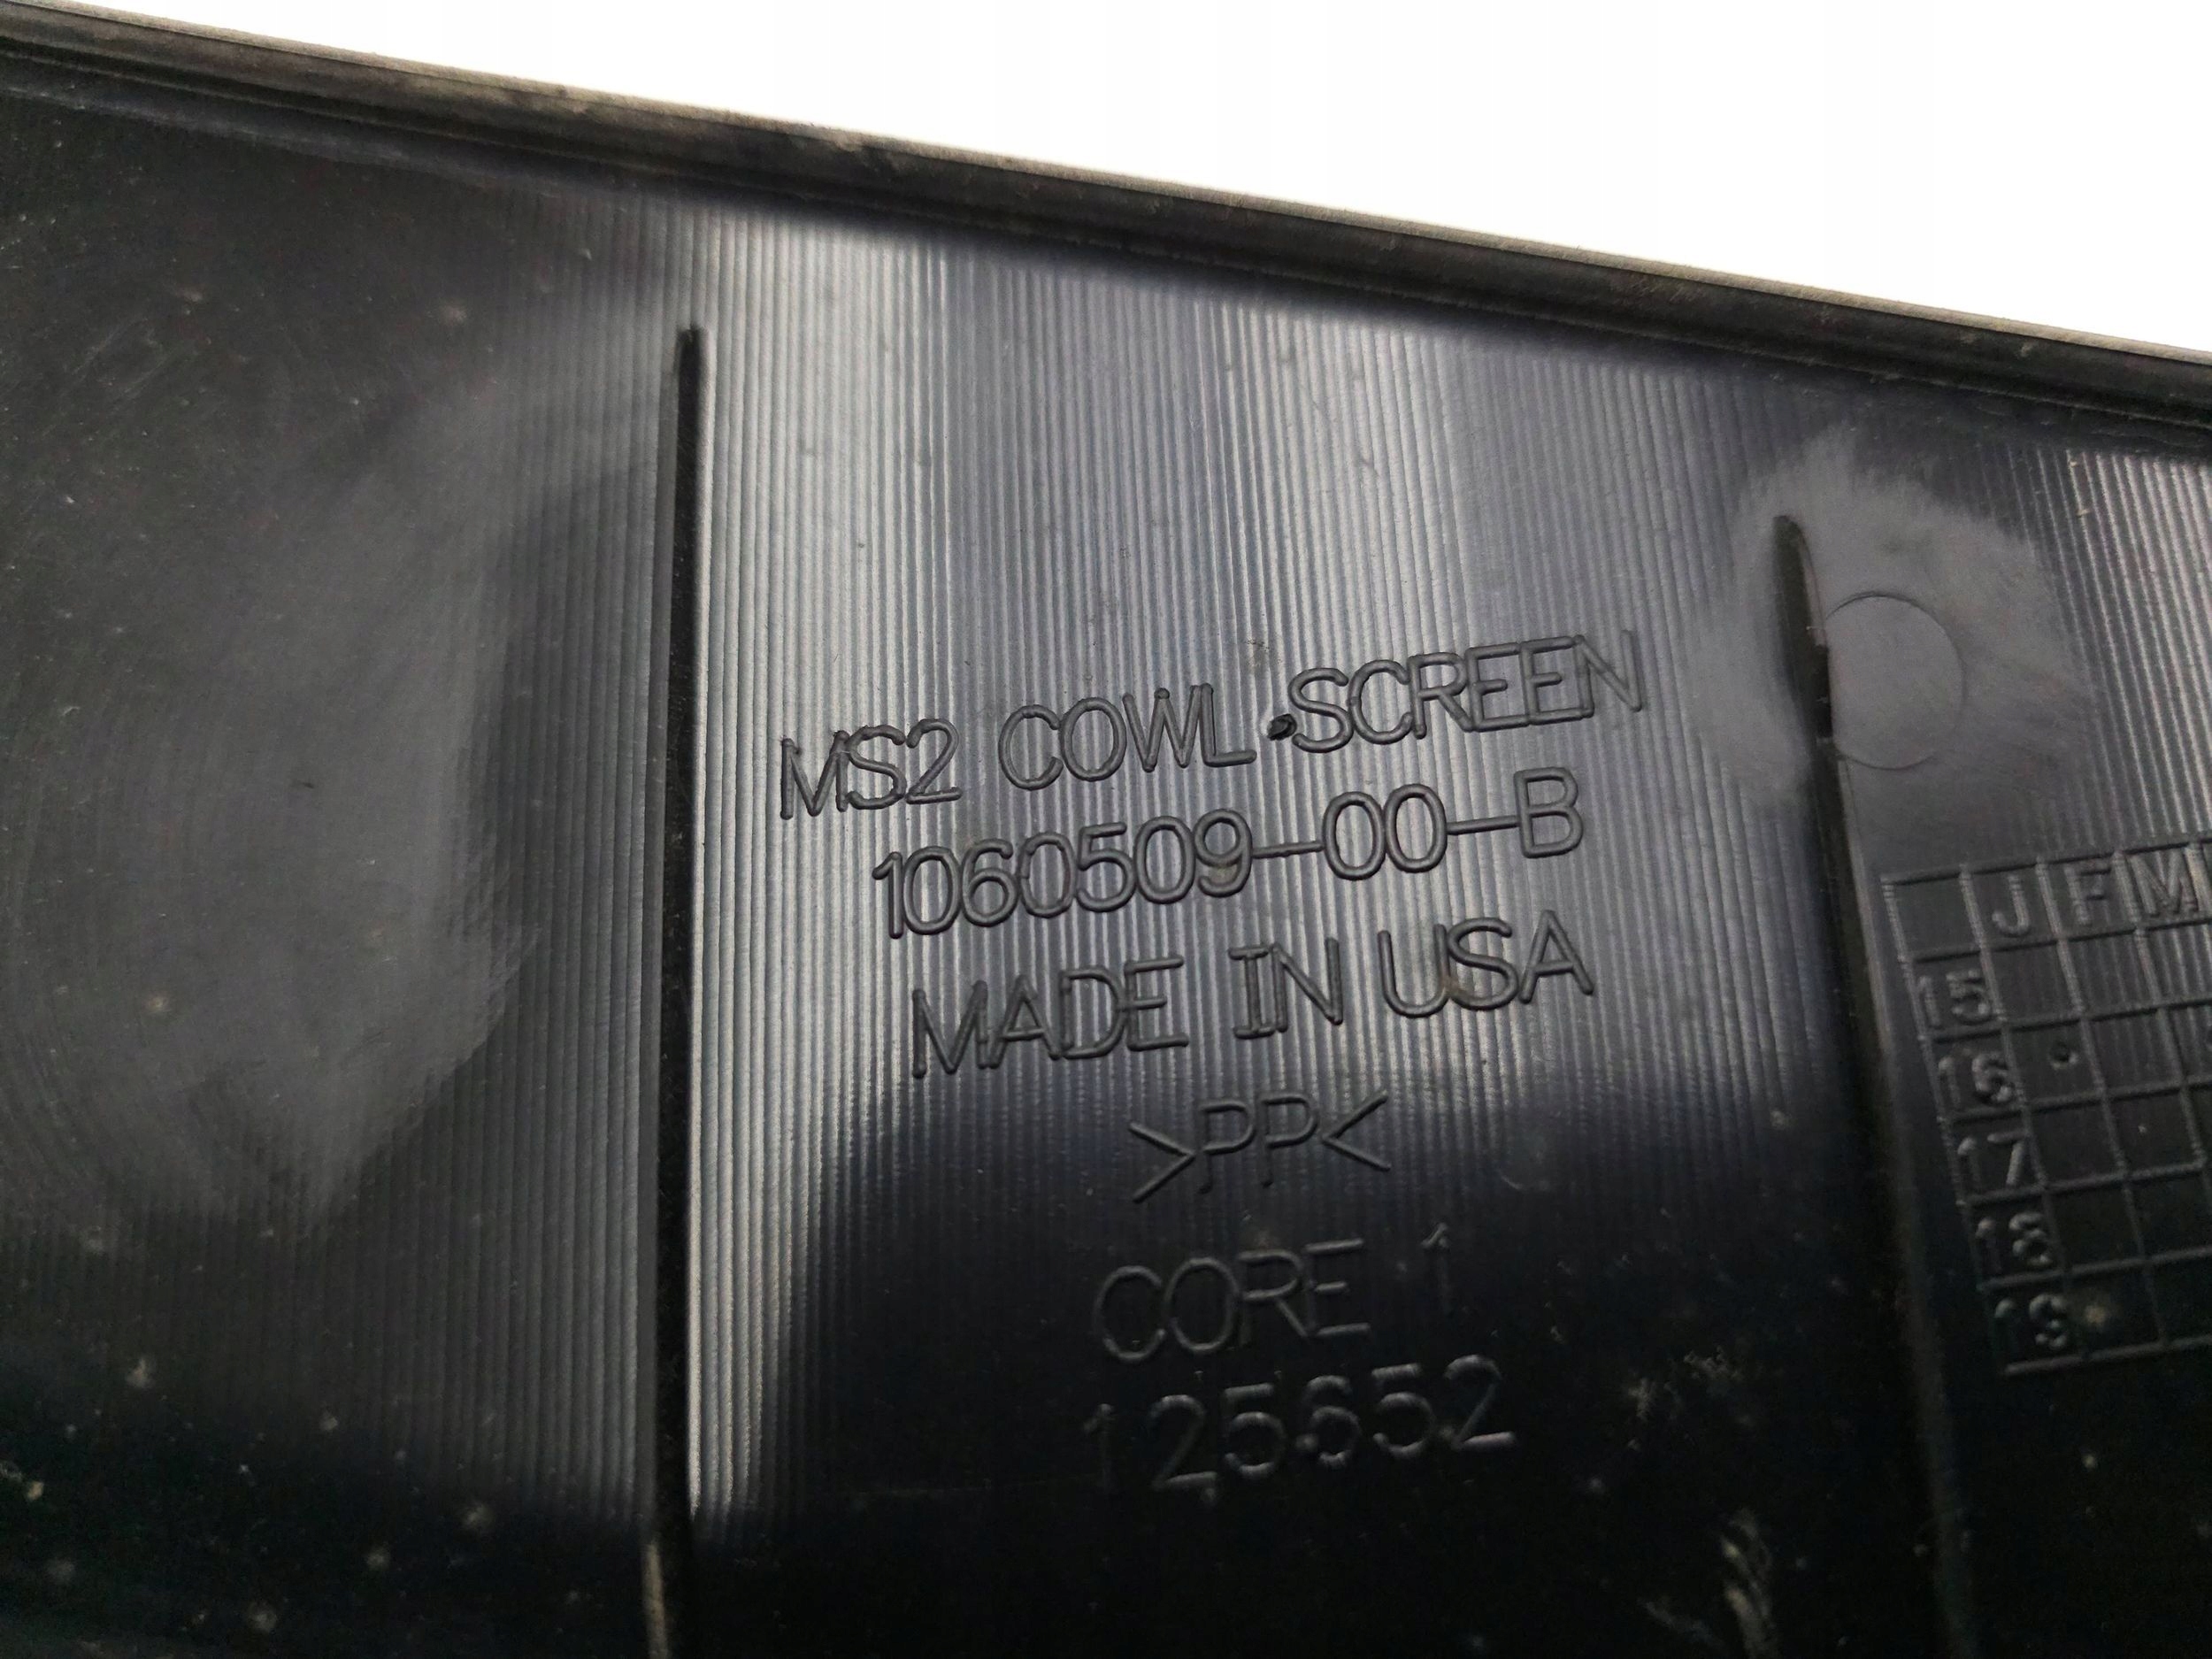 MS2 COWL SCREEN
1060509-00-B
MADE IN USA
>PP<
CORE 1
125652
J F M
15
16
17
18
19